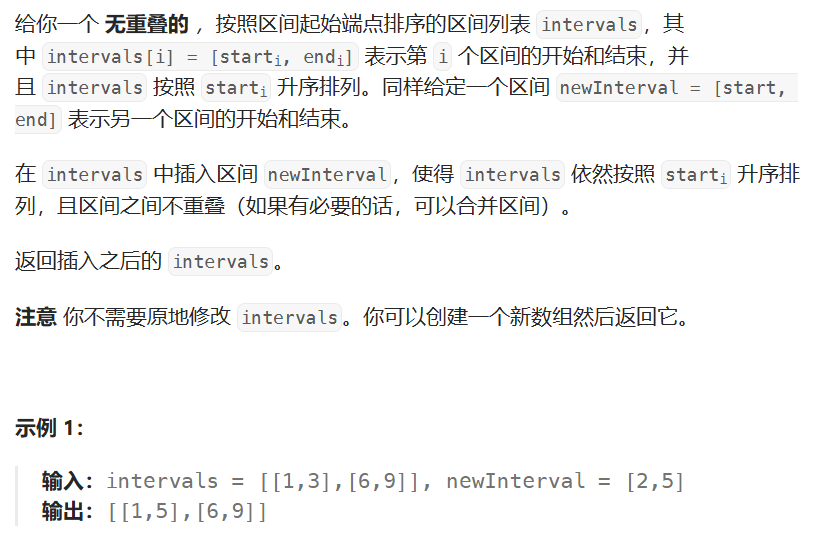 给你一个 无重叠的 ，按照区间起始端点排序的区间列表 intervals，其
中 intervals[i] = [starti, endi] 表示第 i 个区间的开始和结束，并
且 intervals 按照 starti 升序排列。同样给定一个区间 newInterval = [start,
end] 表示另一个区间的开始和结束。
在 intervals 中插入区间 newInterval，使得 intervals 依然按照 starti 升序排
列，且区间之间不重叠（如果有必要的话，可以合并区间）。
返回插入之后的 intervals。
注意 你不需要原地修改 intervals。你可以创建一个新数组然后返回它。
示例 1：
输入：intervals = [[1,3],[6,9]], newInterval = [2,5]
输出：[[1,5],[6,9]]